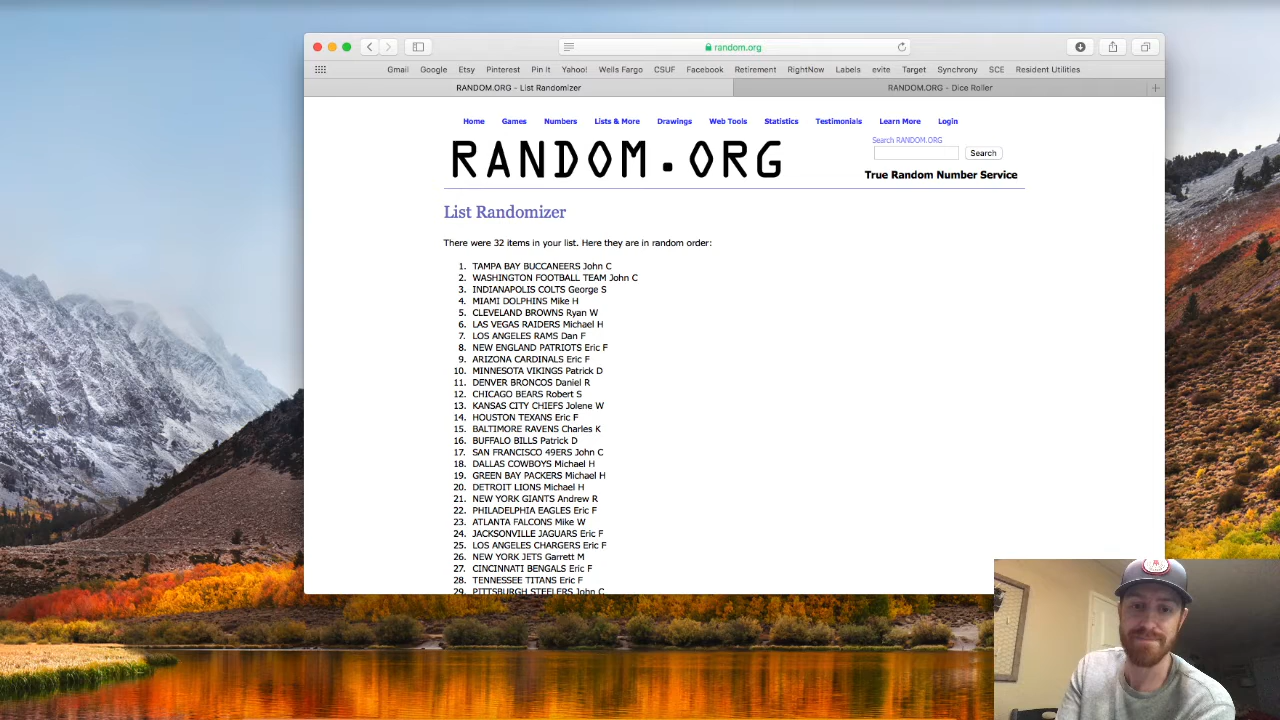 random.org
Gmail Google Etsy Pinterest Pin It Yahoo! Wells Fargo CSUF Facebook Retirement RightNow Labels evite Target Synchrony SCE Resident Utilities
RANDOM.ORG - List Randomizer RANDOM.ORG - Dice Roller
Home Games Numbers Lists & More Drawings Web Tools Statistics Testimonials Learn More Login
Search RANDOM.ORG
RANDOM.ORG
Search
True Random Number Service
List Randomizer
There were 32 items in your list. Here they are in random order:
1. TAMPA BAY BUCCANEERS John C
2. WASHINGTON FOOTBALL TEAM John C
3. INDIANAPOLIS COLTS George S
4. MIAMI DOLPHINS Mike H
5. CLEVELAND BROWNS Ryan W
6. LAS VEGAS RAIDERS Michael H
7. LOS ANGELES RAMS Dan F
8. NEW ENGLAND PATRIOTS Eric F
9. ARIZONA CARDINALS Eric F
10. MINNESOTA VIKINGS Patrick D
11. DENVER BRONCOS Daniel R
12. CHICAGO BEARS Robert S
13. KANSAS CITY CHIEFS Jolene W
14. HOUSTON TEXANS Eric F
15. BALTIMORE RAVENS Charles K
16. BUFFALO BILLS Patrick D
17. SAN FRANCISCO 49ERS John C
18. DALLAS COWBOYS Michael H
19. GREEN BAY PACKERS Michael H
20. DETROIT LIONS Michael H
21. NEW YORK GIANTS Andrew R
22. PHILADELPHIA EAGLES Eric F
23. ATLANTA FALCONS Mike W
24. JACKSONVILLE JAGUARS Eric F
25. LOS ANGELES CHARGERS Eric F
26. NEW YORK JETS Garrett M
27. CINCINNATI BENGALS Eric F
28. TENNESSEE TITANS Eric F
29. PITTSBURGH STEELERS John C